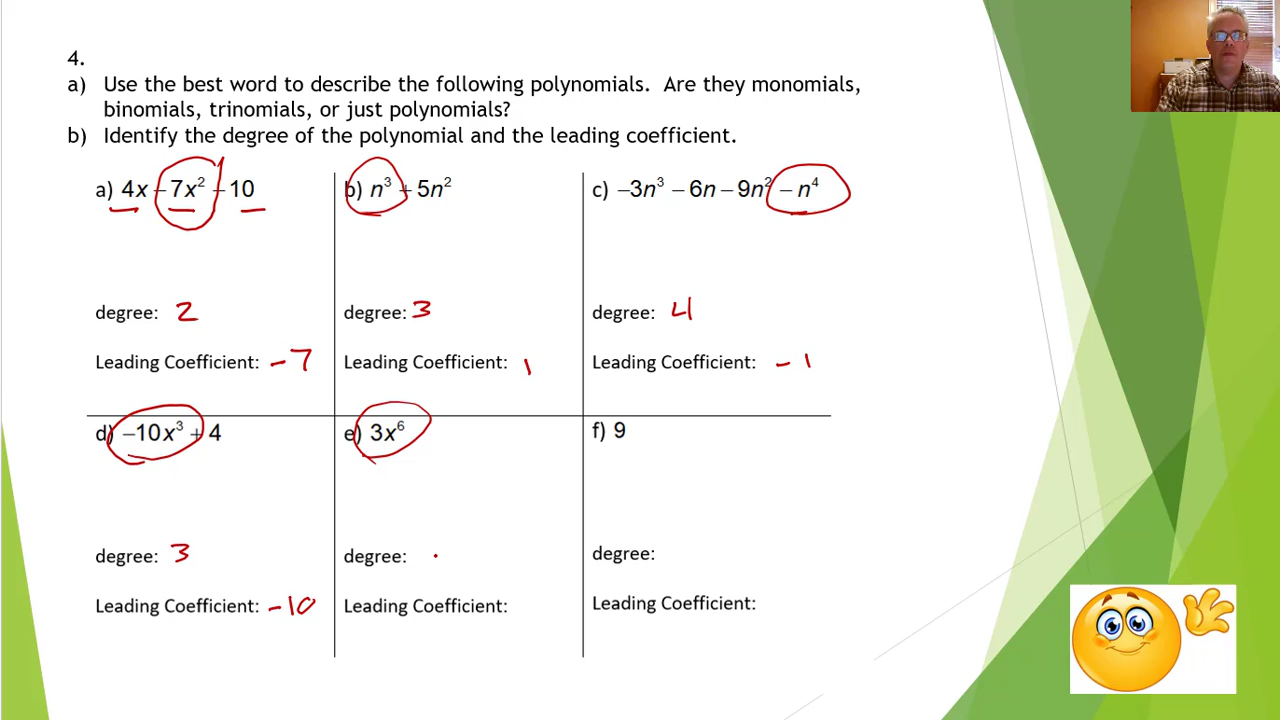 4.
a) Use the best word to describe the following polynomials. Are they monomials,
binomials, trinomials, or just polynomials?
b) Identify the degree of the polynomial and the leading coefficient.
a) 4x – 7x² + 10
b) n³ + 5n²
c) –3n³ – 6n – 9n² – n⁴
degree: 2
degree: 3
degree: 4
Leading Coefficient: -7
Leading Coefficient: 1
Leading Coefficient: -1
d) –10x³ + 4
e) 3x⁶
f) 9
degree: 3
degree:
degree:
Leading Coefficient: -10
Leading Coefficient:
Leading Coefficient: